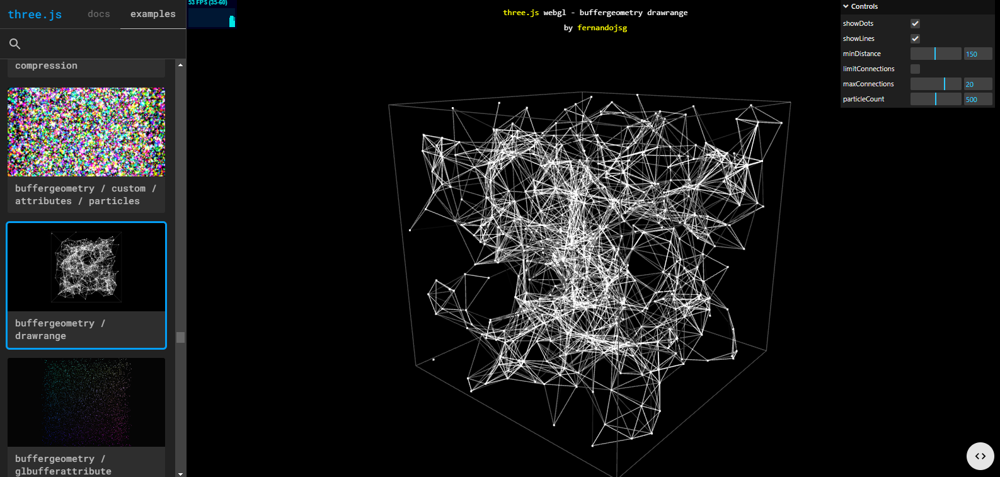 three.js
docs
examples
compression
buffergeometry / custom /
attributes / particles
buffergeometry /
drawrange
buffergeometry /
glbufferattribute
53 FPS (35-60)
three.js webgl - buffergeometry drawrange
by fernandojsg
Controls
showDots
showLines
minDistance 150
limitConnections
maxConnections 20
particleCount 500